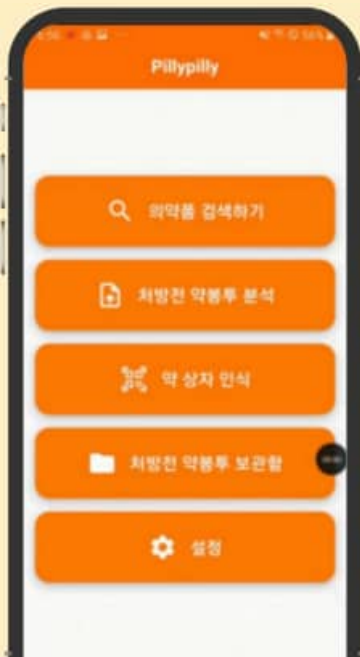 Pillypilly
의약품 검색하기
처방전 약봉투 분석
약 상자 인식
처방전 약봉투 보관함
설정